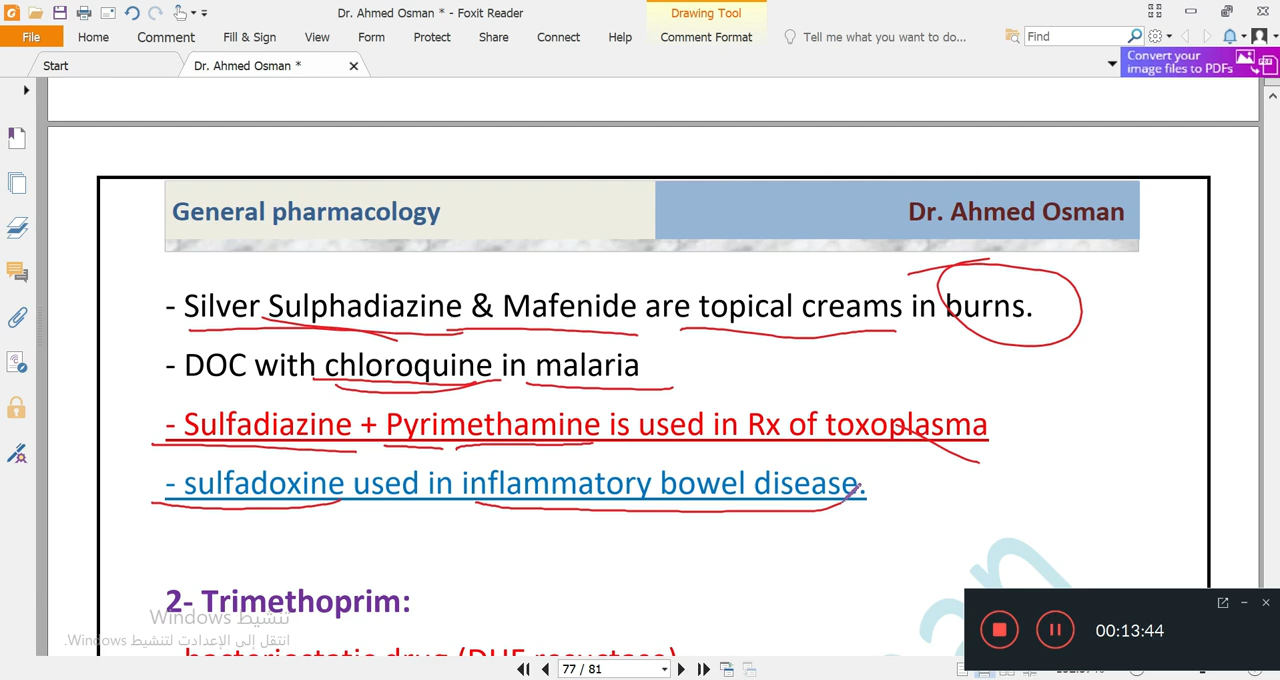 Dr. Ahmed Osman * - Foxit Reader
Drawing Tool
File Home Comment Fill & Sign View Form Protect Share Connect Help Comment Format Tell me what you want to do... Find
Start Dr. Ahmed Osman *
Convert your
image files to PDFs
General pharmacology Dr. Ahmed Osman
- Silver Sulphadiazine & Mafenide are topical creams in burns.
- DOC with chloroquine in malaria
- Sulfadiazine + Pyrimethamine is used in Rx of toxoplasma
- sulfadoxine used in inflammatory bowel disease.
2- Trimethoprim:
تنشيط Windows
انتقل إلى الإعدادات لتنشيط Windows.
00:13:44
77 / 81